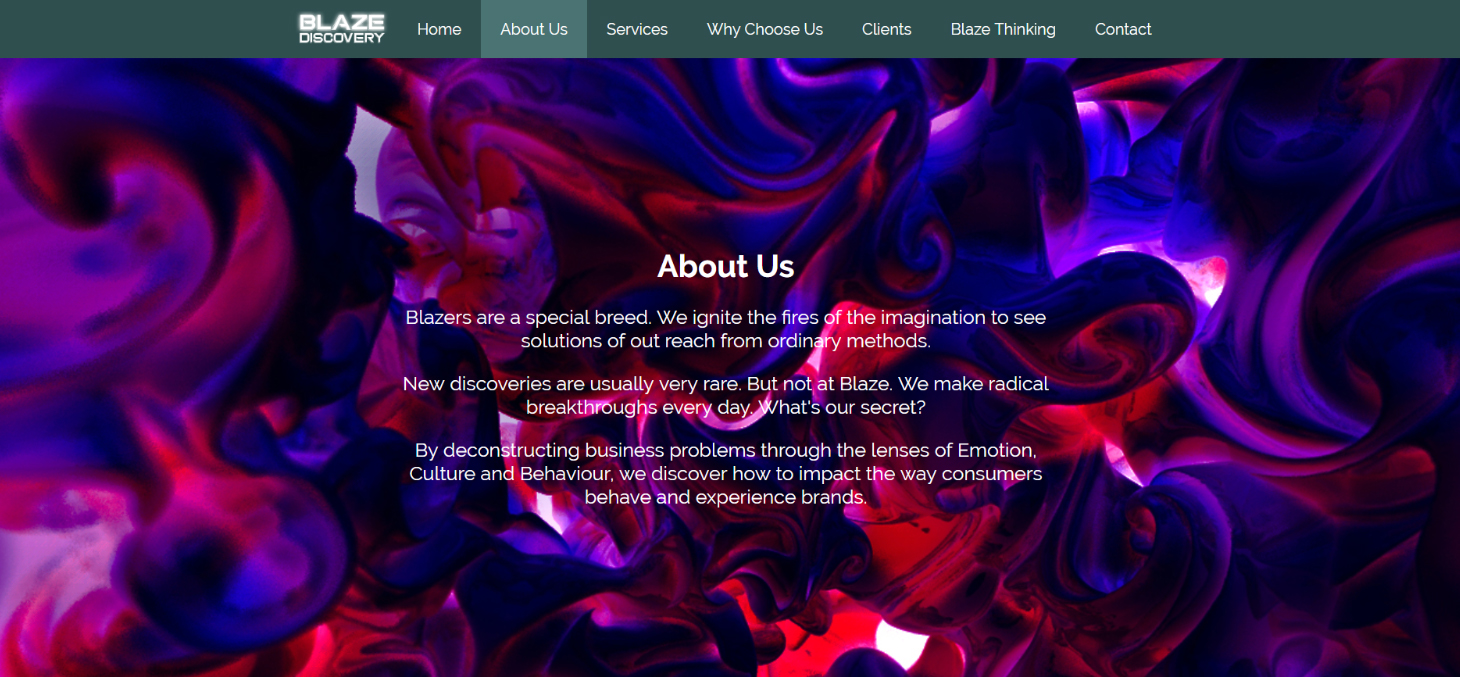 BLAZE
DISCOVERY
Home
About Us
Services
Why Choose Us
Clients
Blaze Thinking
Contact
About Us
Blazers are a special breed. We ignite the fires of the imagination to see
solutions of out reach from ordinary methods.
New discoveries are usually very rare. But not at Blaze. We make radical
breakthroughs every day. What's our secret?
By deconstructing business problems through the lenses of Emotion,
Culture and Behaviour, we discover how to impact the way consumers
behave and experience brands.